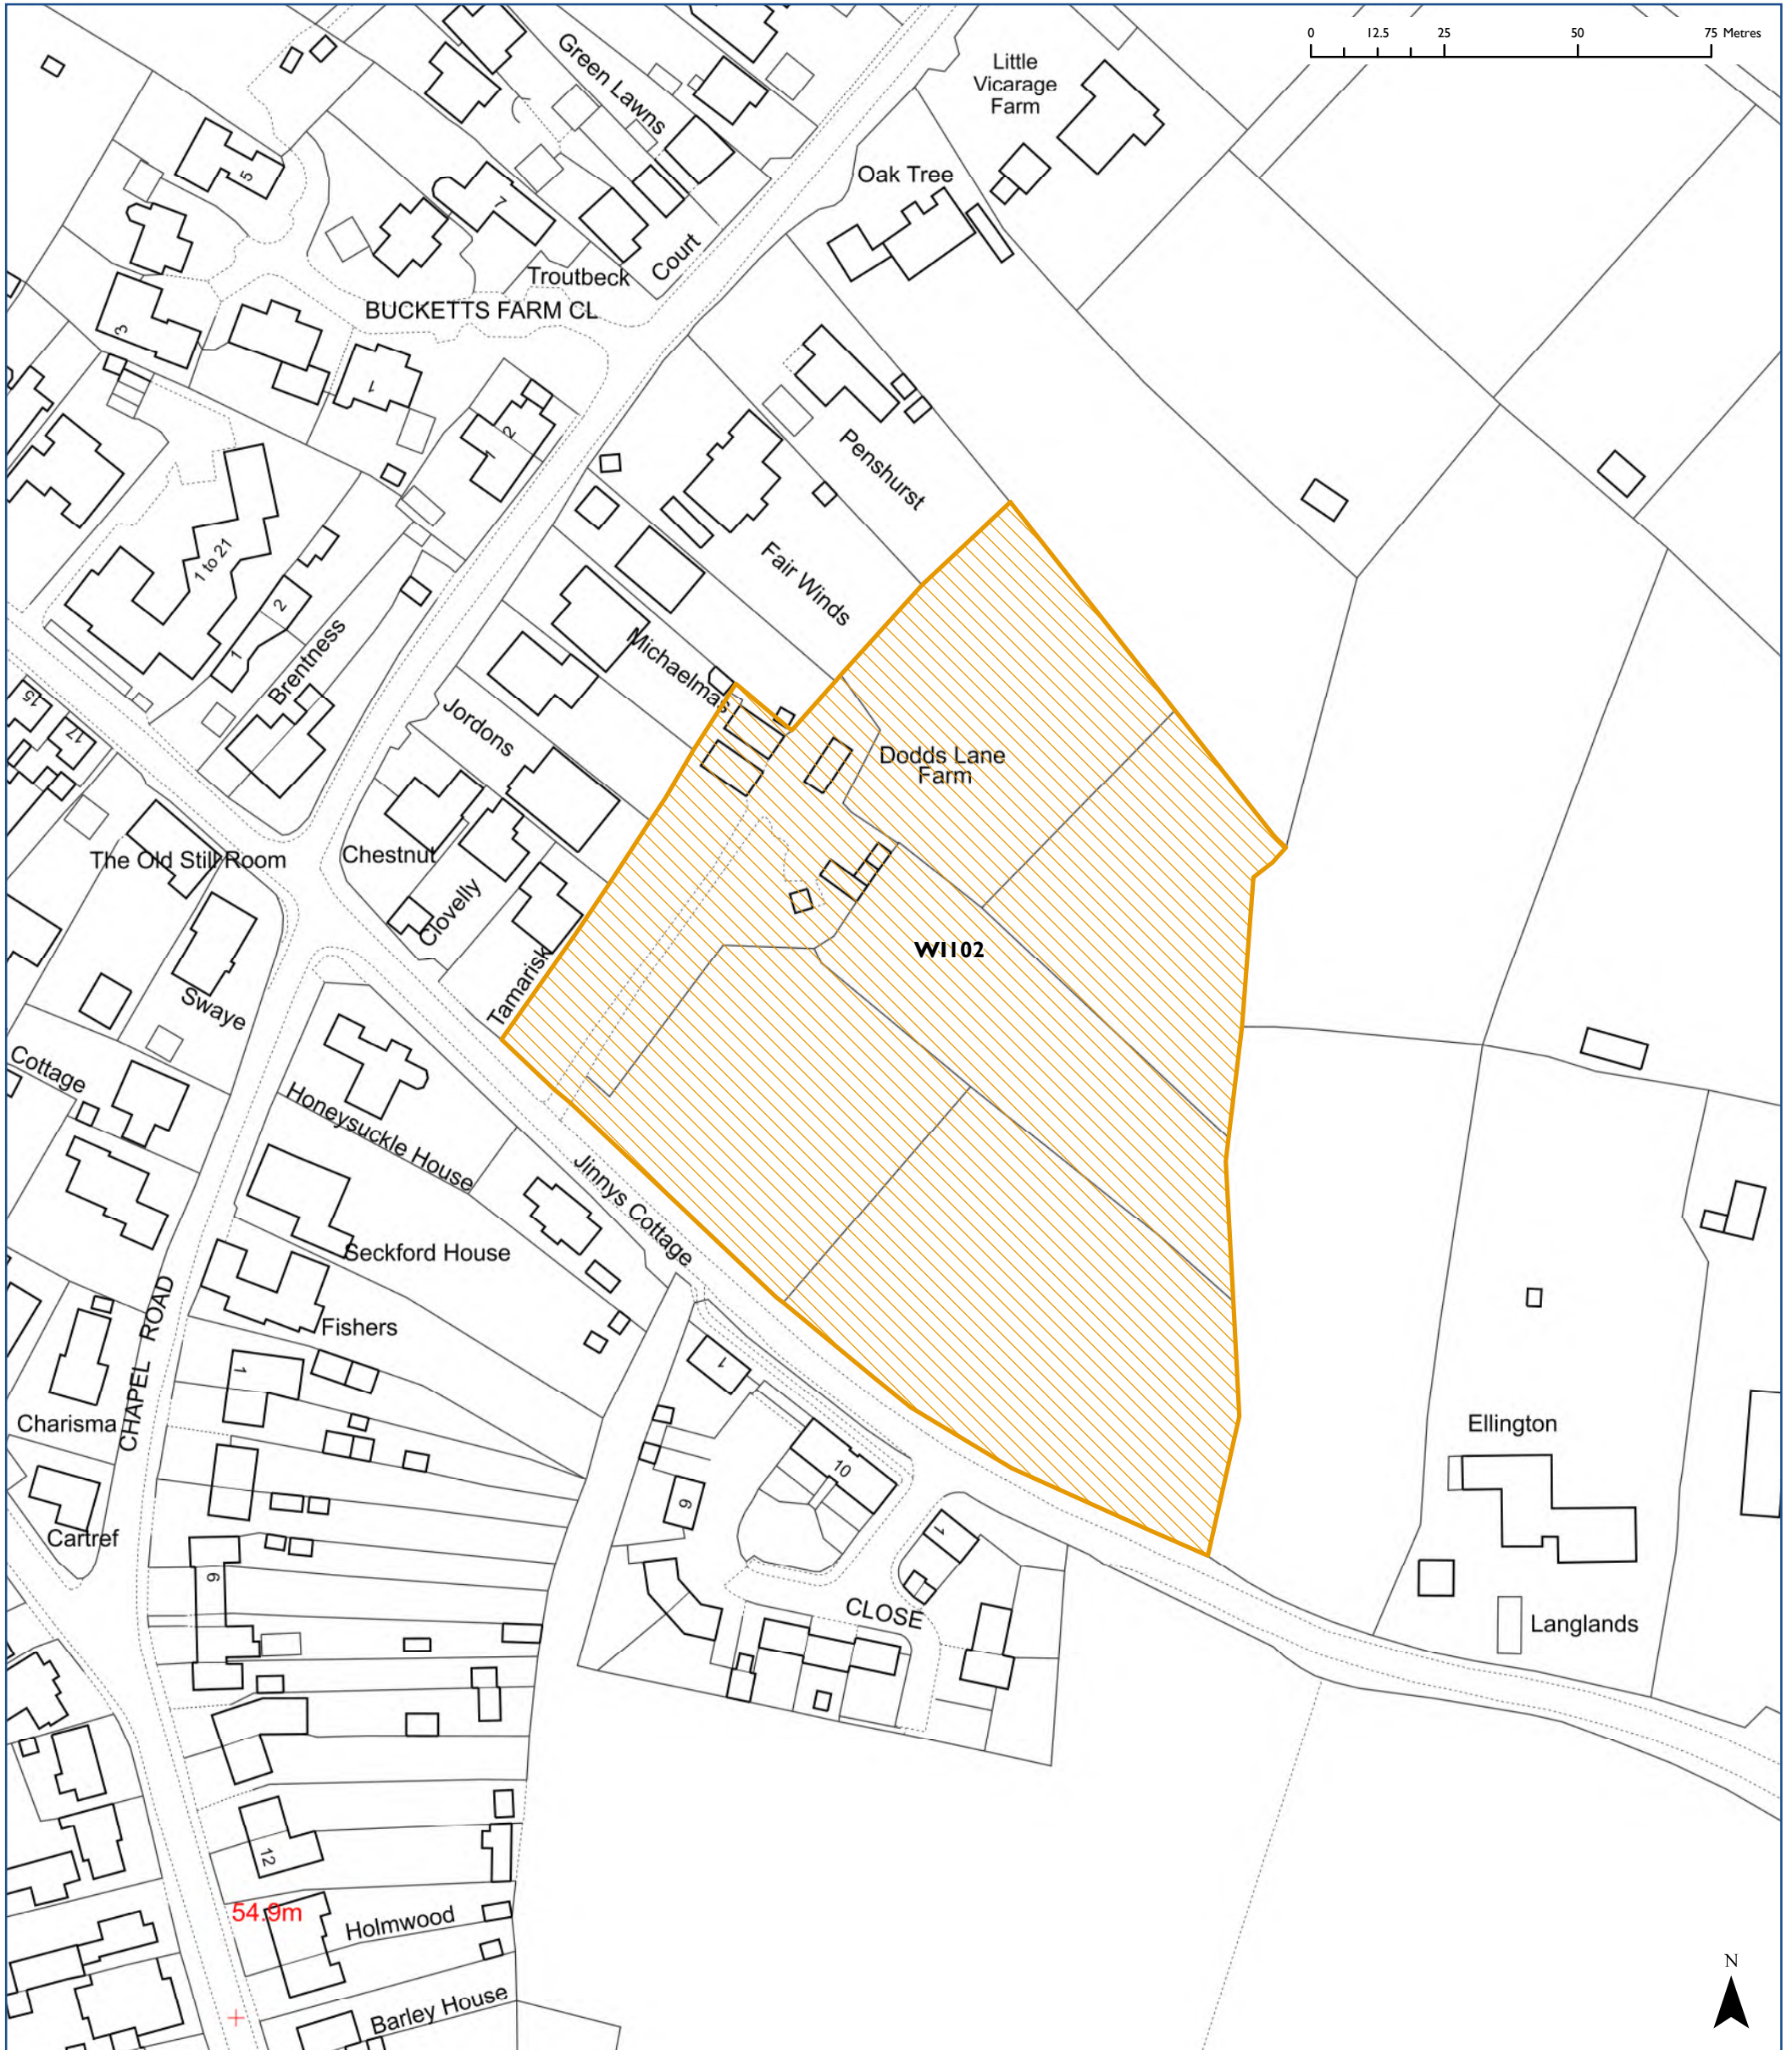 0 12.5 25 50 75 Metres
Little
Vicarage
Farm
Green Lawns
Court
Oak Tree
5
7
Troutbeck
BUCKETTS FARM CL
3
1
2
Penshurst
Fair Winds
1 to 21
2
1
Brentness
Michaelmas
Jordons
15
17
Dodds Lane
Farm
The Old Still Room
Chestnut
Clovelly
Tamarisk
WI102
Swaye
Cottage
Honeysuckle House
Jinnys Cottage
Seckford House
Fishers
CHAPEL ROAD
1
1
Charisma
Ellington
10
6
1
Cartref
6
CLOSE
Langlands
12
54.9m
Holmwood
Barley House
N